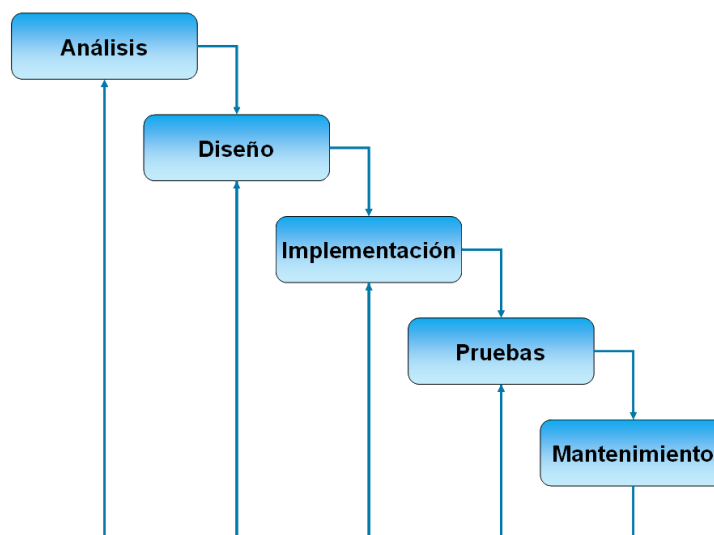 Análisis
Diseño
Implementación
Pruebas
Mantenimiento